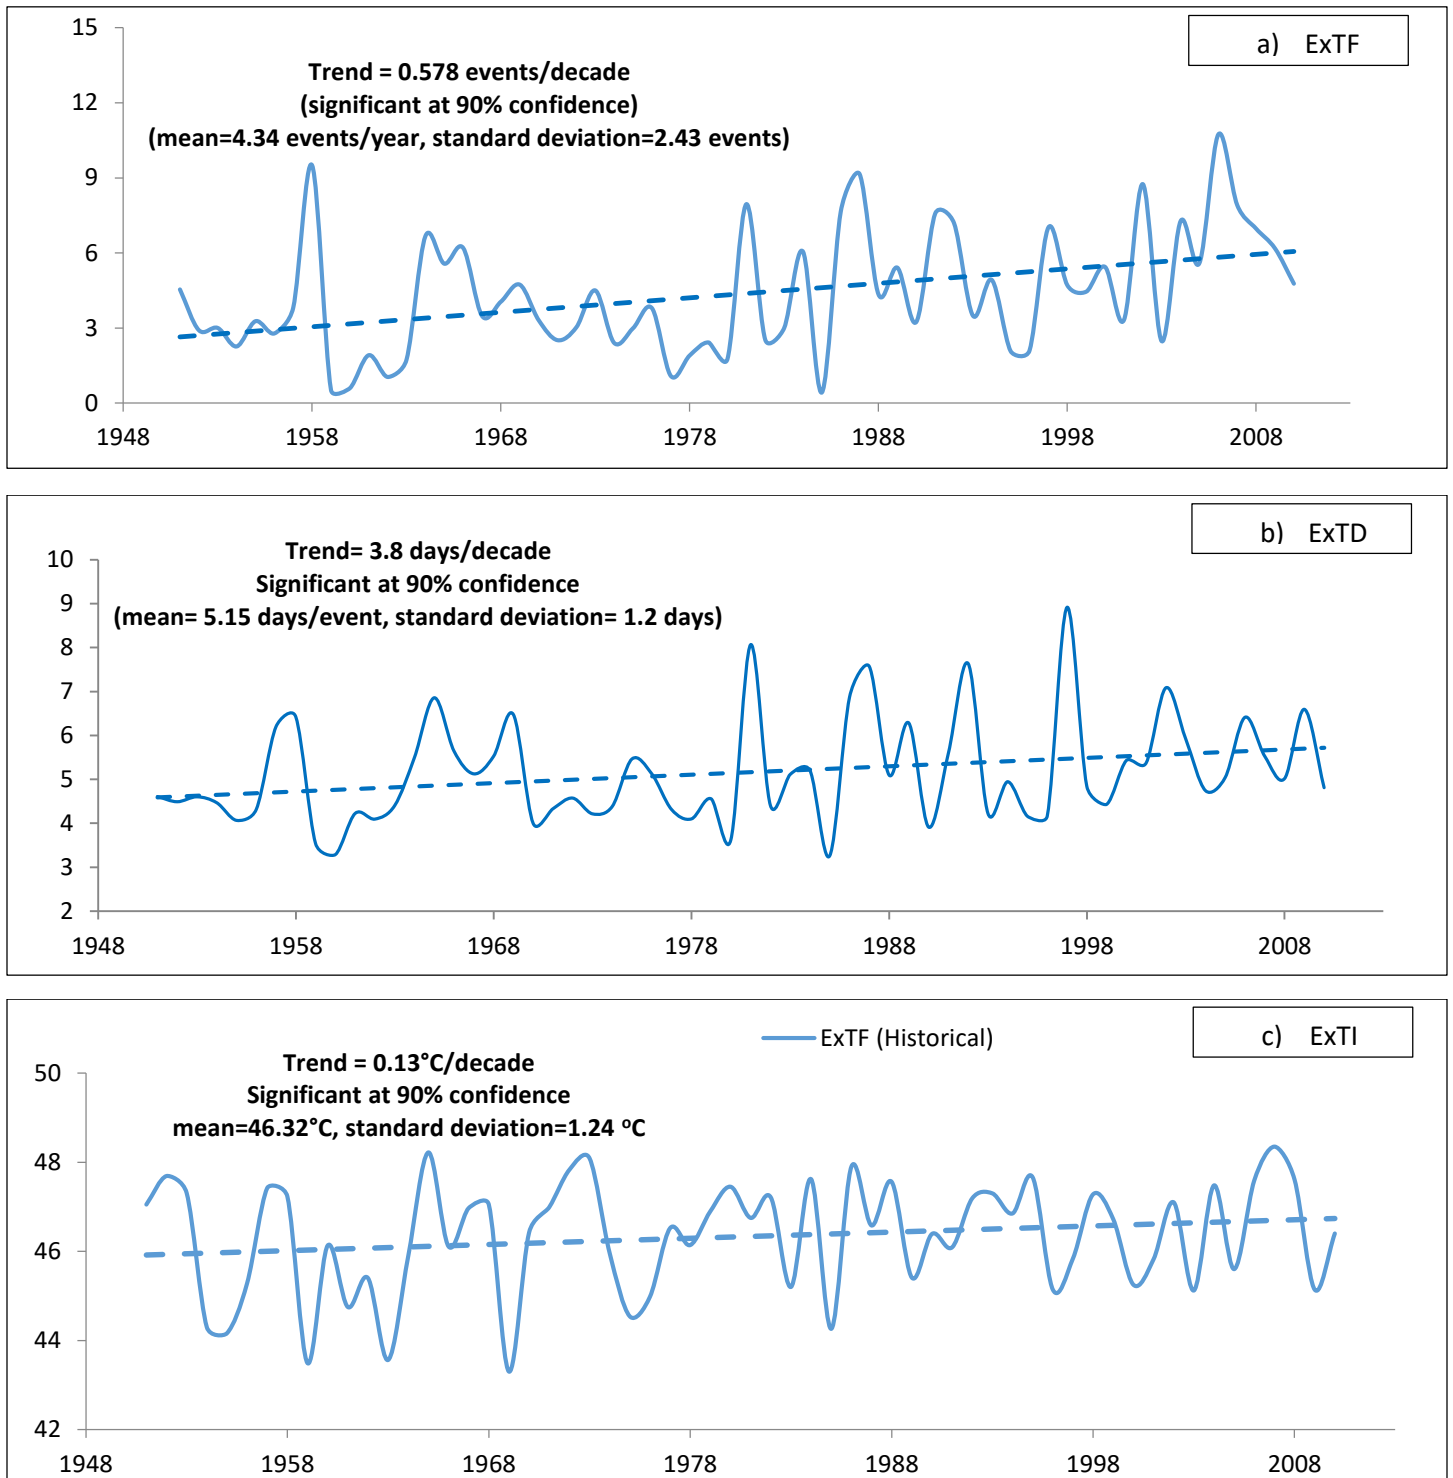 a) ExTF
Trend = 0.578 events/decade
(significant at 90% confidence)
(mean=4.34 events/year, standard deviation=2.43 events)
15
12
9
6
3
0
1948 1958 1968 1978 1988 1998 2008
b) ExTD
Trend= 3.8 days/decade
Significant at 90% confidence
(mean= 5.15 days/event, standard deviation= 1.2 days)
10
9
8
7
6
5
4
3
2
1948 1958 1968 1978 1988 1998 2008
c) ExTI
ExTF (Historical)
Trend = 0.13°C/decade
Significant at 90% confidence
mean=46.32°C, standard deviation=1.24 °C
50
48
46
44
42
1948 1958 1968 1978 1988 1998 2008